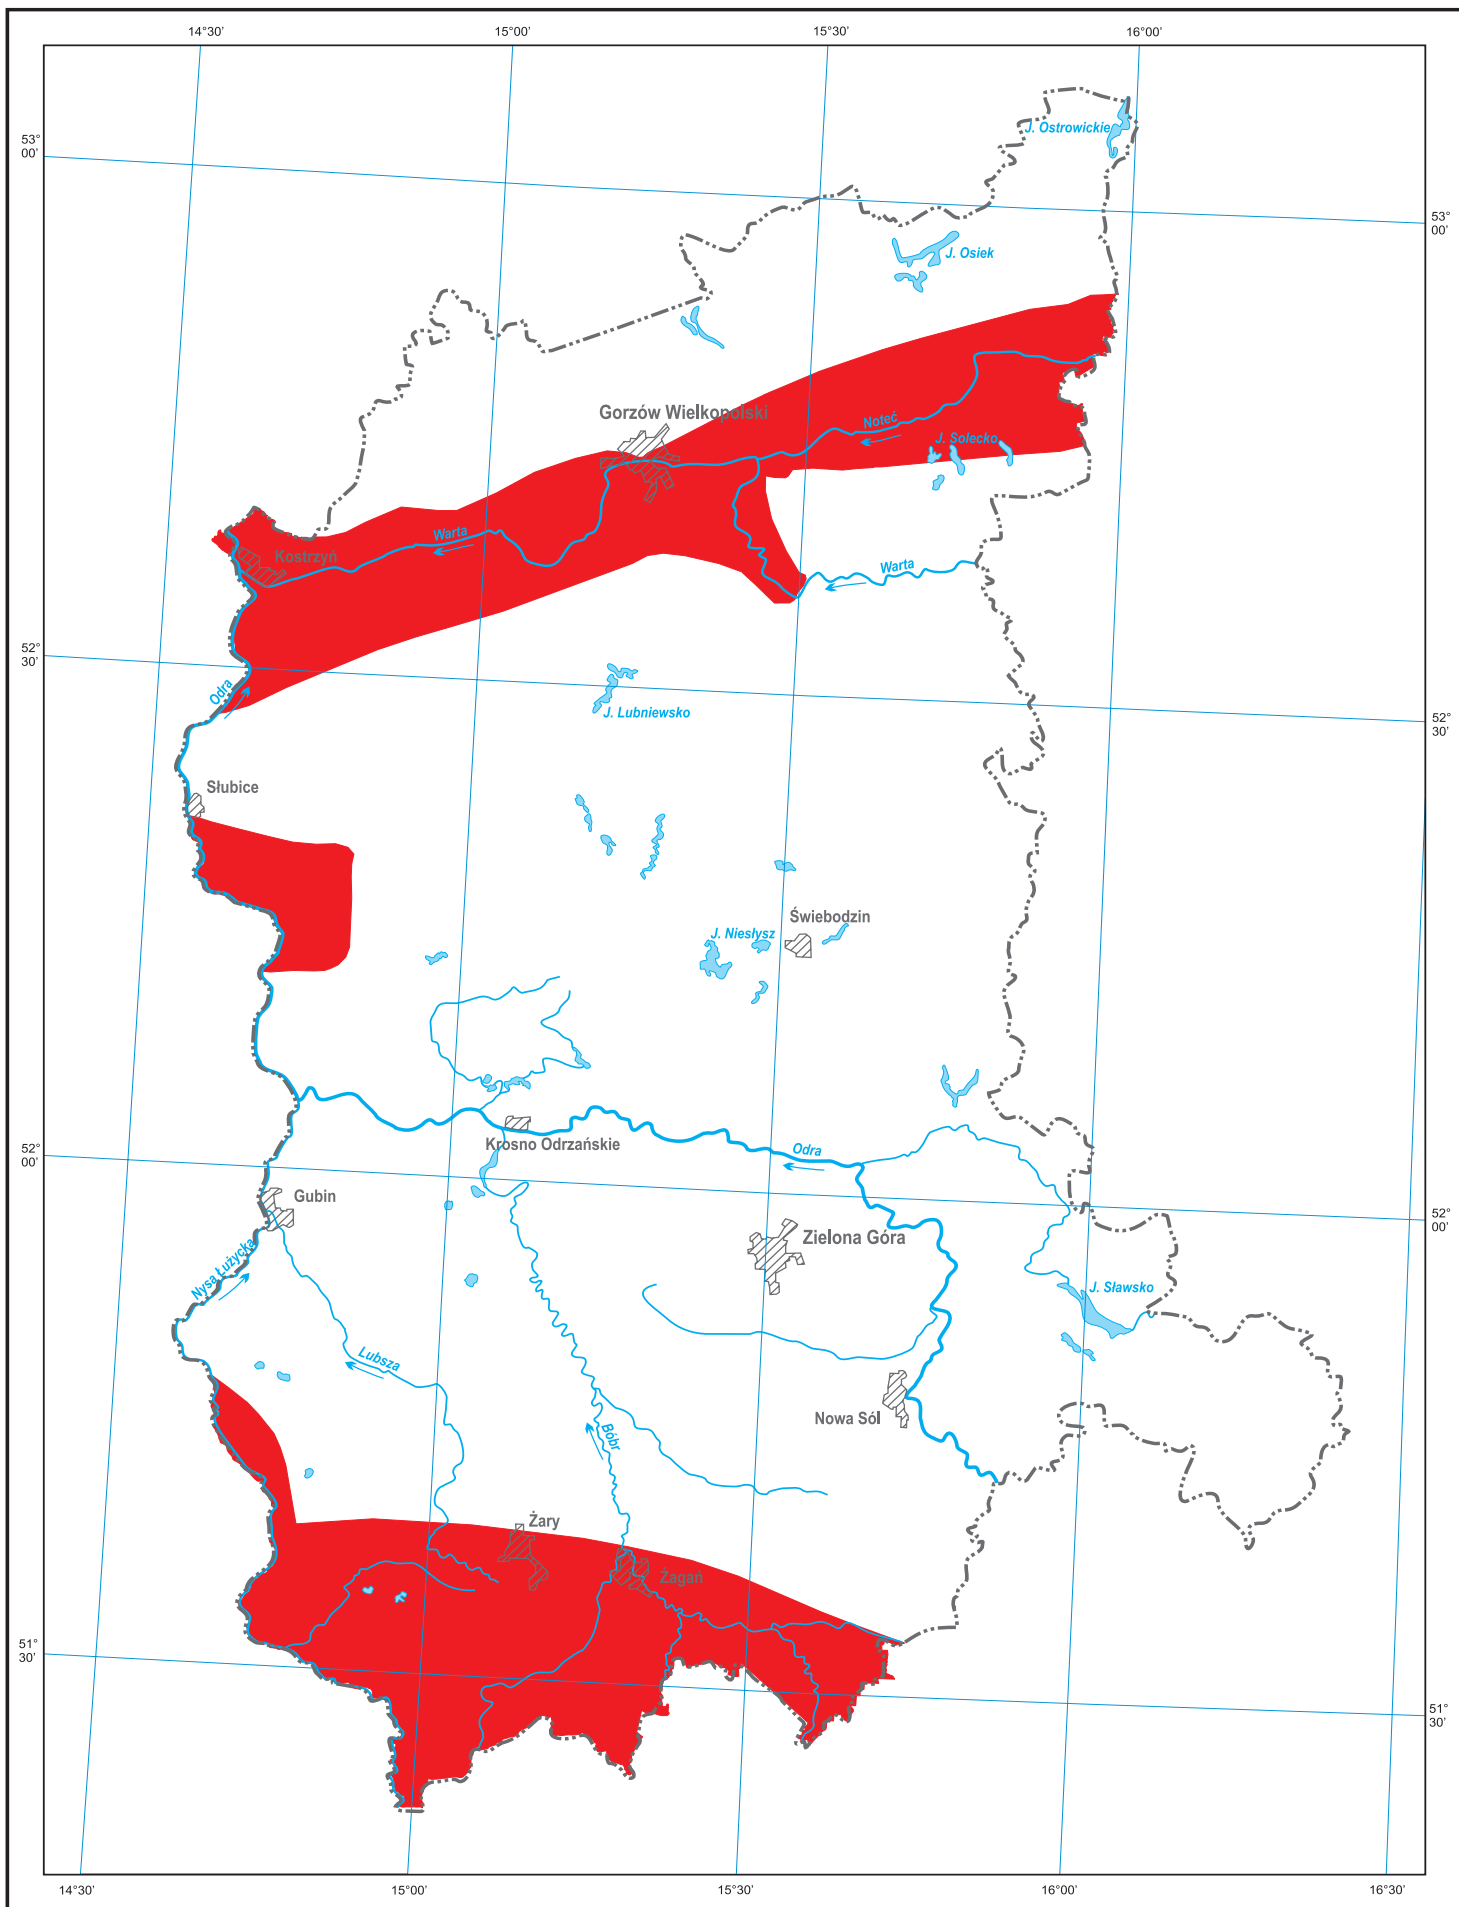 14°30'
15°00'
15°30'
16°00'
53°
00'
J. Ostrowickie
53°
00'
J. Osiek
Gorzów Wielkopolski
Noteć
J. Solecko
Warta
Kostrzyń
Warta
52°
30'
Odra
J. Lubniewsko
52°
30'
Słubice
Świebodzin
J. Niesłysz
Krosno Odrzańskie
Odra
52°
00'
Gubin
52°
00'
Zielona Góra
Nysa Łużycka
J. Sławsko
Lubsza
Nowa Sól
Bóbr
Żary
Żagań
51°
30'
51°
30'
14°30'
15°00'
15°30'
16°00'
16°30'